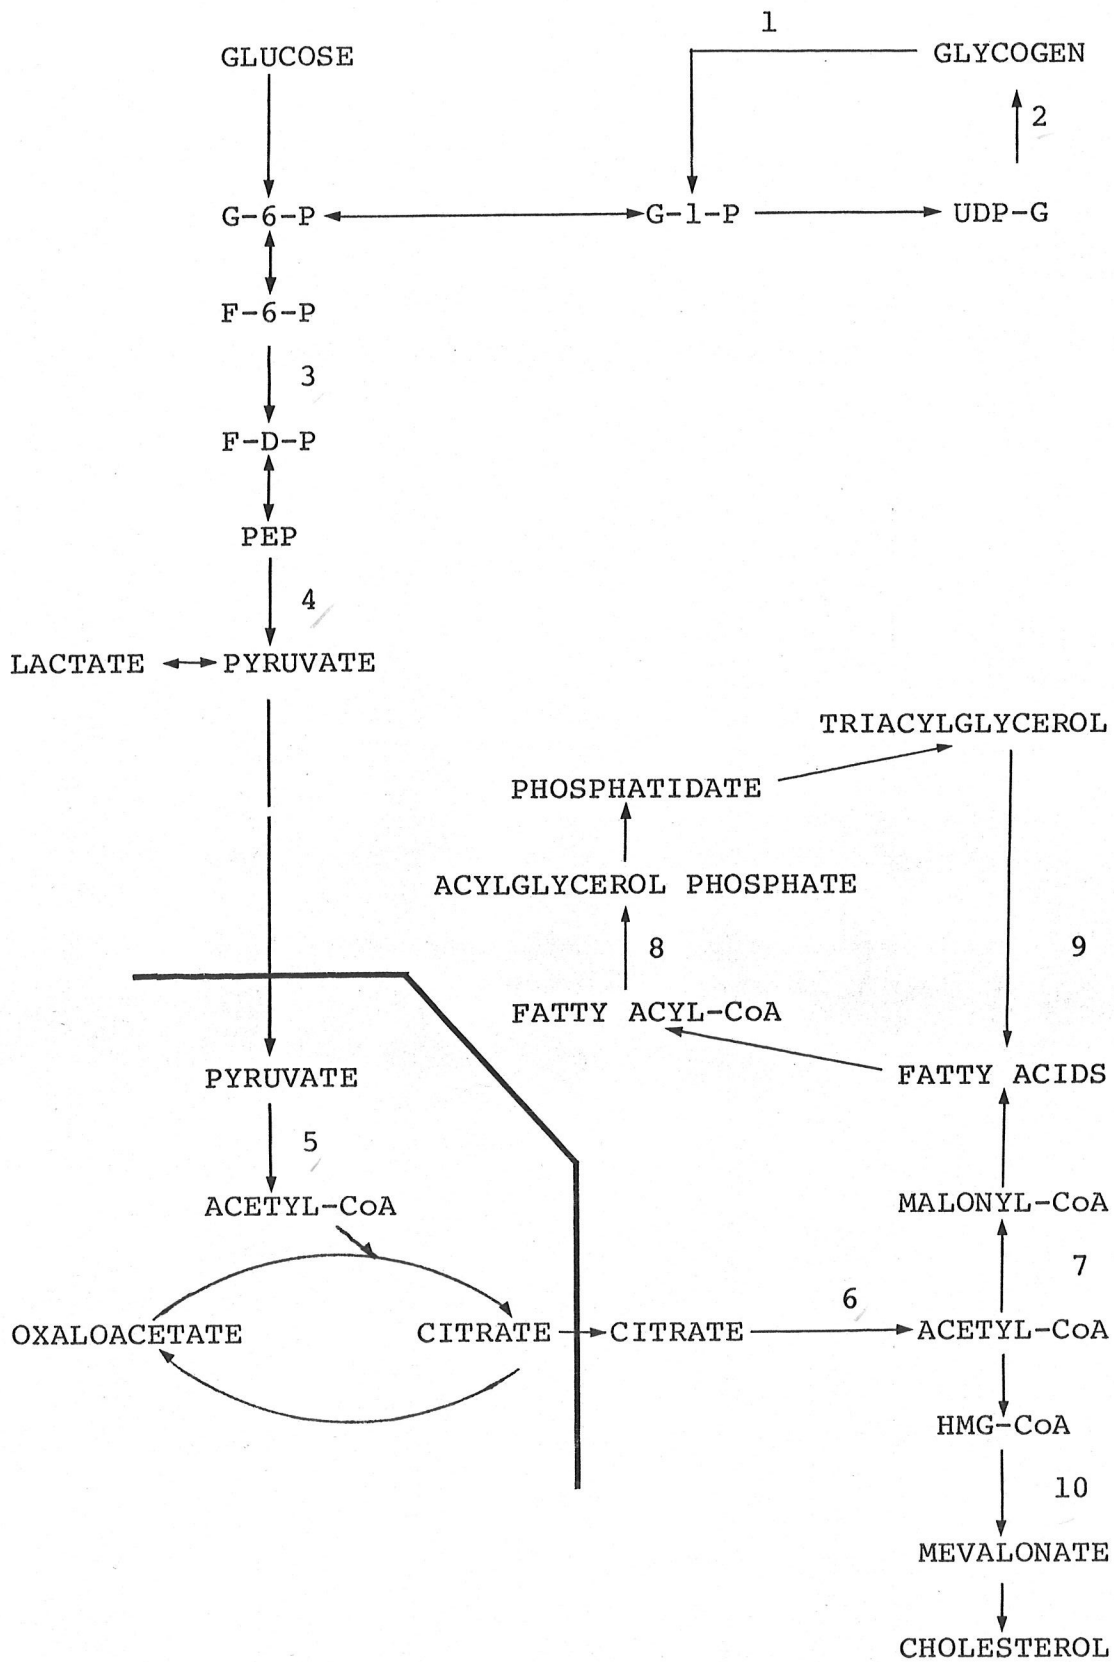 1
GLUCOSE GLYCOGEN
2
G-6-P G-1-P UDP-G
F-6-P
3
F-D-P
PEP
4
LACTATE PYRUVATE
TRIACYLGLYCEROL
PHOSPHATIDATE
ACYLGLYCEROL PHOSPHATE
8 9
FATTY ACYL-CoA
PYRUVATE FATTY ACIDS
5
ACETYL-CoA MALONYL-CoA
7
6
OXALOACETATE CITRATE CITRATE ACETYL-CoA
HMG-CoA
10
MEVALONATE
CHOLESTEROL